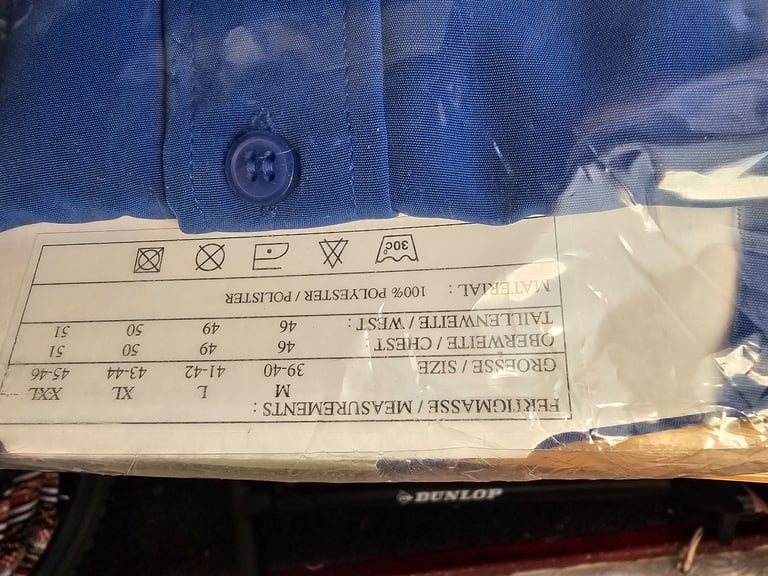 FERTIGMASSE / MEASUREMENTS :
M L XL XXL
GROESSE / SIZE 39-40 41-42 43-44 45-46
OBERWEITE / CHEST : 46 49 50 51
TAILLENWEITE / WEST : 46 49 50 51
MATERIAL : 100% POLYESTER / POLISTER
30C
DUNLOP